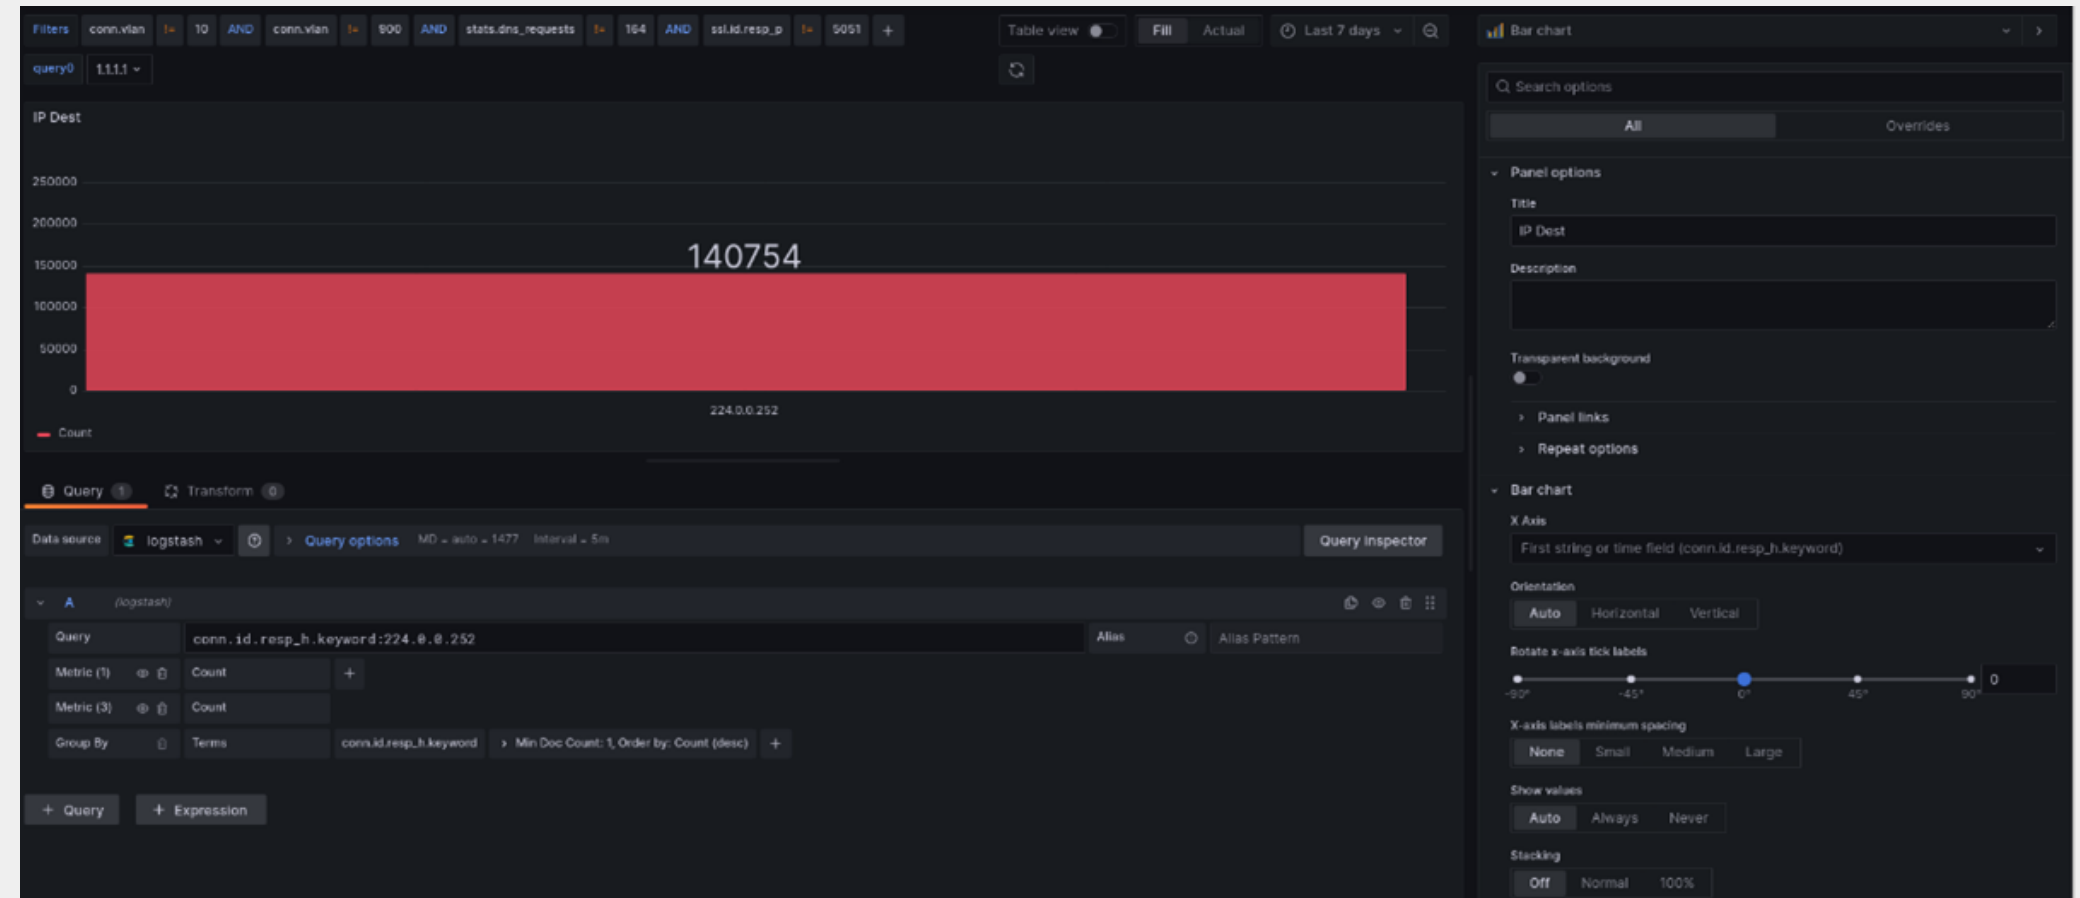 Filters conn.vlan != 10 AND conn.vlan != 900 AND stats.dns_requests != 164 AND ssl.id.resp_p != 5051 +
Table view Fill Actual Last 7 days
query0 1.1.1.1
IP Dest
250000
200000
150000
100000
50000
0
140754
224.0.0.252
Count
Query 1 Transform 0
Data source logstash Query options MD = auto = 1477 Interval = 5m Query inspector
A (logstash)
Query conn.id.resp_h.keyword:224.0.0.252 Alias Alias Pattern
Metric (1) Count +
Metric (3) Count
Group By Terms conn.id.resp_h.keyword > Min Doc Count: 1, Order by: Count (desc) +
+ Query + Expression
Bar chart
Search options
All Overrides
Panel options
Title
IP Dest
Description
Transparent background
Panel links
Repeat options
Bar chart
X Axis
First string or time field (conn.id.resp_h.keyword)
Orientation
Auto Horizontal Vertical
Rotate x-axis tick labels
-90° -45° 0° 45° 90° 0
X-axis labels minimum spacing
None Small Medium Large
Show values
Auto Always Never
Stacking
Off Normal 100%